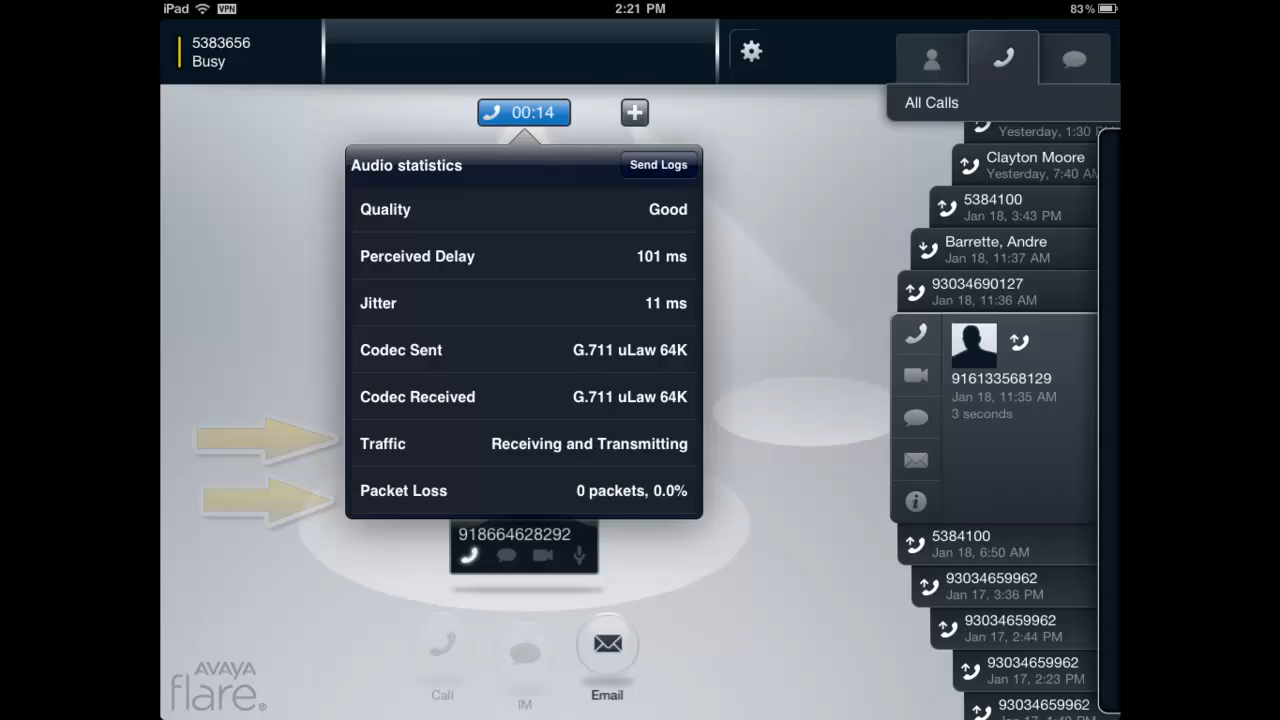 iPad VPN 2:21 PM 83%
5383656
Busy
All Calls
00:14
Audio statistics Send Logs
Quality Good
Perceived Delay 101 ms
Jitter 11 ms
Codec Sent G.711 uLaw 64K
Codec Received G.711 uLaw 64K
Traffic Receiving and Transmitting
Packet Loss 0 packets, 0.0%
918664628292
Call
IM
Email
AVAYA
flare®
Yesterday, 1:30 P
Clayton Moore
Yesterday, 7:40 AM
5384100
Jan 18, 3:43 PM
Barrette, Andre
Jan 18, 11:37 AM
93034690127
Jan 18, 11:36 AM
916133568129
Jan 18, 11:35 AM
3 seconds
5384100
Jan 18, 6:50 AM
93034659962
Jan 17, 3:36 PM
93034659962
Jan 17, 2:44 PM
93034659962
Jan 17, 2:23 PM
93034659962